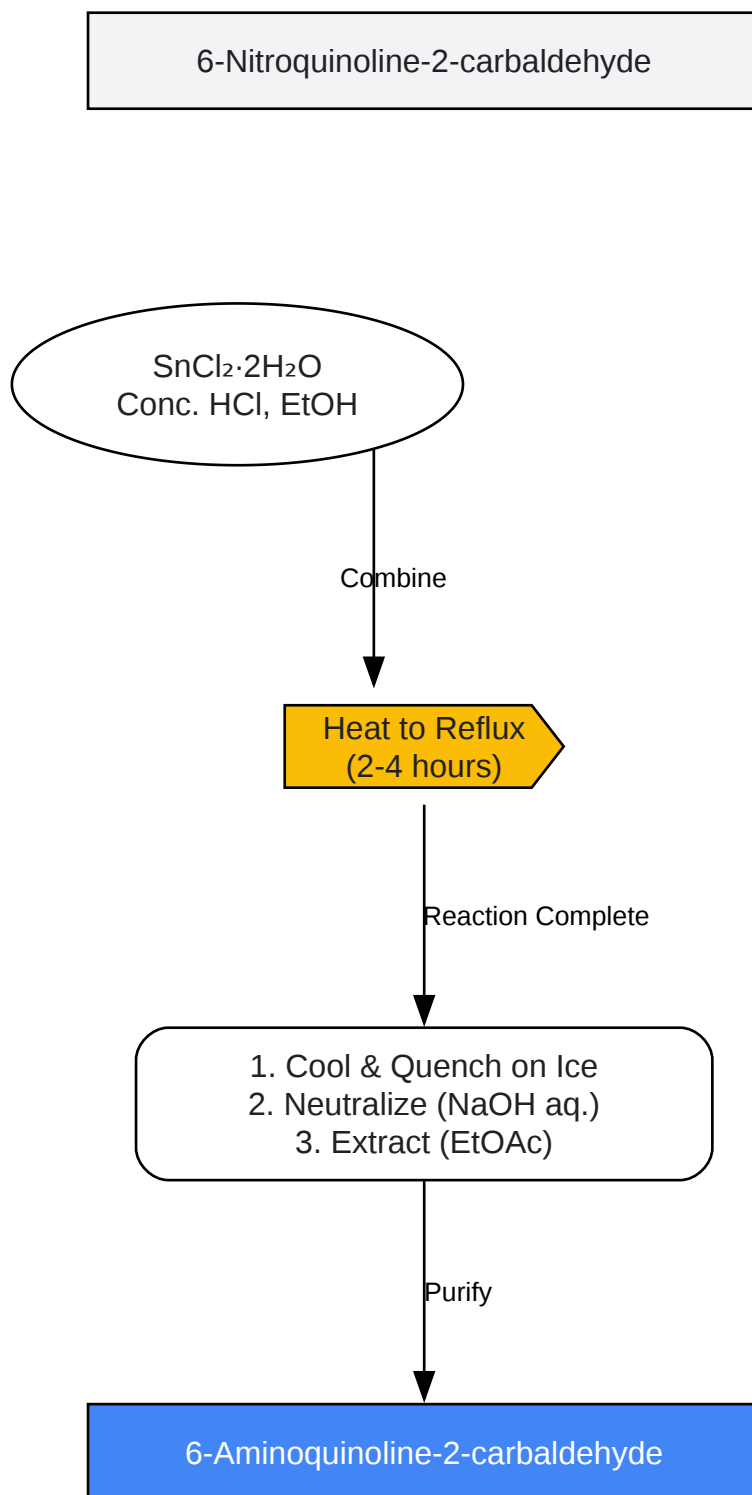 6-Nitroquinoline-2-carbaldehyde
SnCl₂·2H₂O
Conc. HCl, EtOH
Combine
Heat to Reflux
(2-4 hours)
Reaction Complete
1. Cool & Quench on Ice
2. Neutralize (NaOH aq.)
3. Extract (EtOAc)
Purify
6-Aminoquinoline-2-carbaldehyde